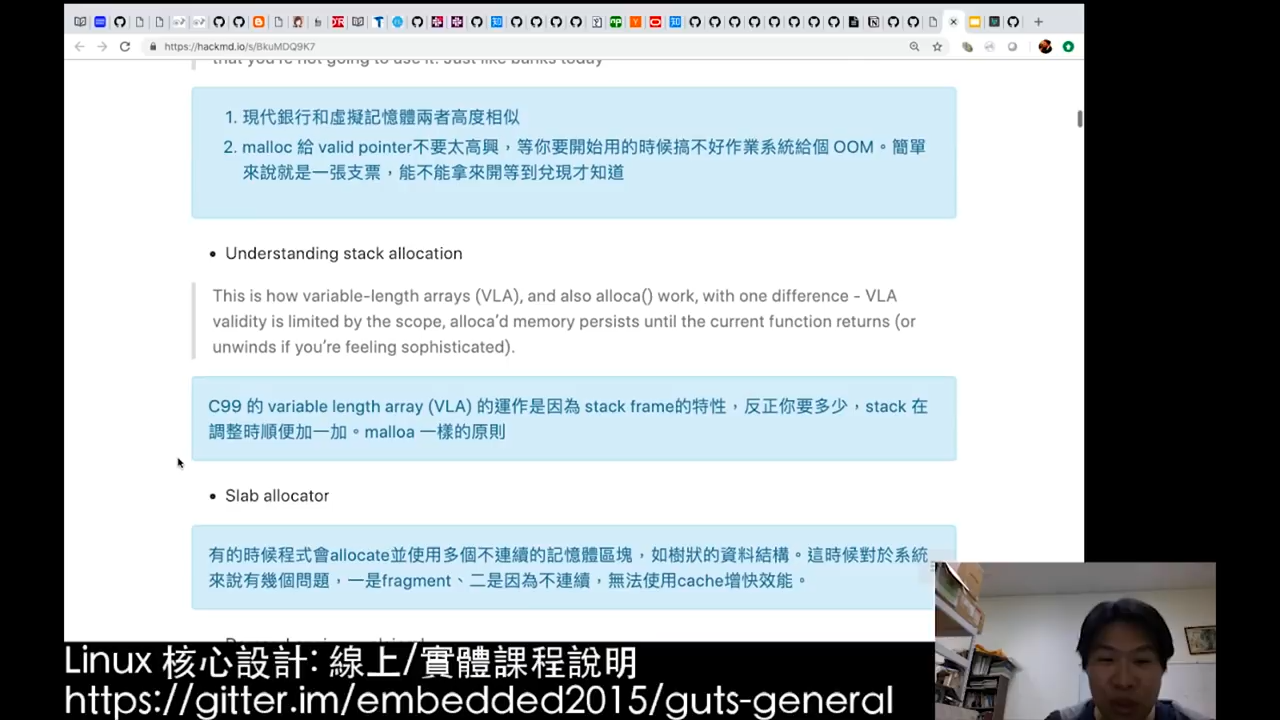 https://hackmd.io/s/BkuMDQ9K7
that you're not going to use it. Just like banks today
1. 現代銀行和虛擬記憶體兩者高度相似
2. malloc 給 valid pointer不要太高興，等你要開始用的時候搞不好作業系統給個 OOM。簡單
來說就是一張支票，能不能拿來開等到兌現才知道
• Understanding stack allocation
This is how variable-length arrays (VLA), and also alloca() work, with one difference - VLA
validity is limited by the scope, alloca'd memory persists until the current function returns (or
unwinds if you're feeling sophisticated).
C99 的 variable length array (VLA) 的運作是因為 stack frame的特性，反正你要多少，stack 在
調整時順便加一加。malloa 一樣的原則
• Slab allocator
有的時候程式會allocate並使用多個不連續的記憶體區塊，如樹狀的資料結構。這時候對於系統
來說有幾個問題，一是fragment、二是因為不連續，無法使用cache增快效能。
Linux 核心設計: 線上/實體課程說明
https://gitter.im/embedded2015/guts-general